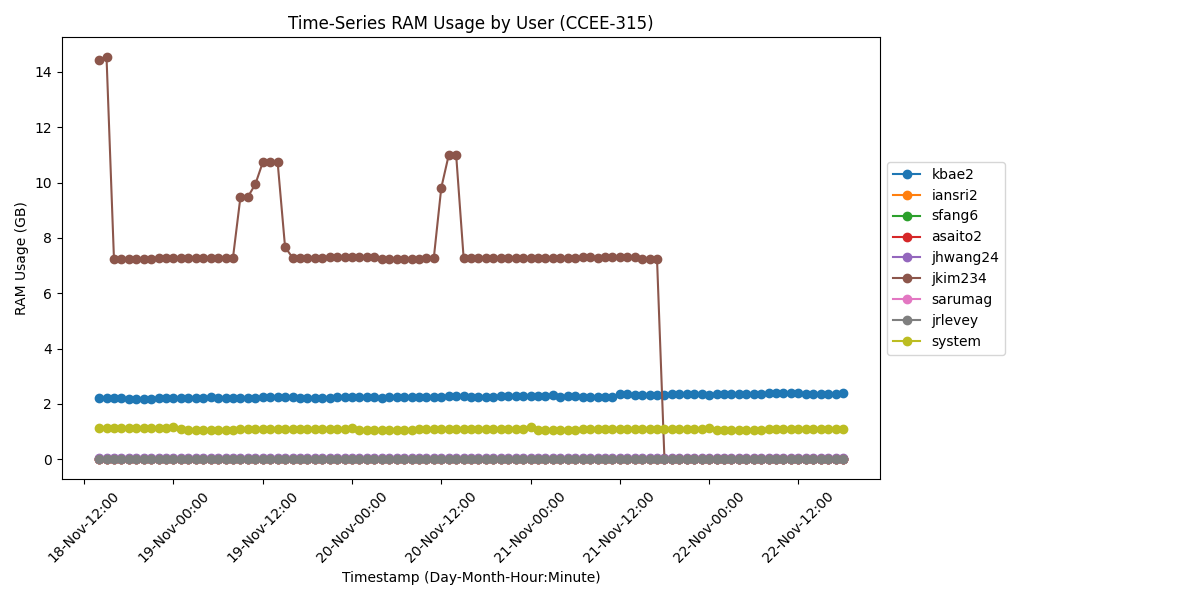 Time-Series RAM Usage by User (CCEE-315)
RAM Usage (GB)
14
12
10
8
6
4
2
0
18-Nov-12:00
19-Nov-00:00
19-Nov-12:00
20-Nov-00:00
20-Nov-12:00
21-Nov-00:00
21-Nov-12:00
22-Nov-00:00
22-Nov-12:00
Timestamp (Day-Month-Hour:Minute)
kbae2
iansri2
sfang6
asaito2
jhwang24
jkim234
sarumag
jrlevey
system